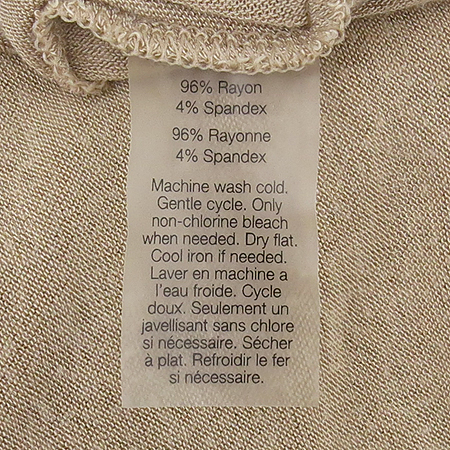 96% Rayon
4% Spandex
96% Rayonne
4% Spandex
Machine wash cold.
Gentle cycle. Only
non-chlorine bleach
when needed. Dry flat.
Cool iron if needed.
Laver en machine a
l'eau froide. Cycle
doux. Seulement un
javellisant sans chlore
si nécessaire. Sécher
à plat. Refroidir le fer
si nécessaire.